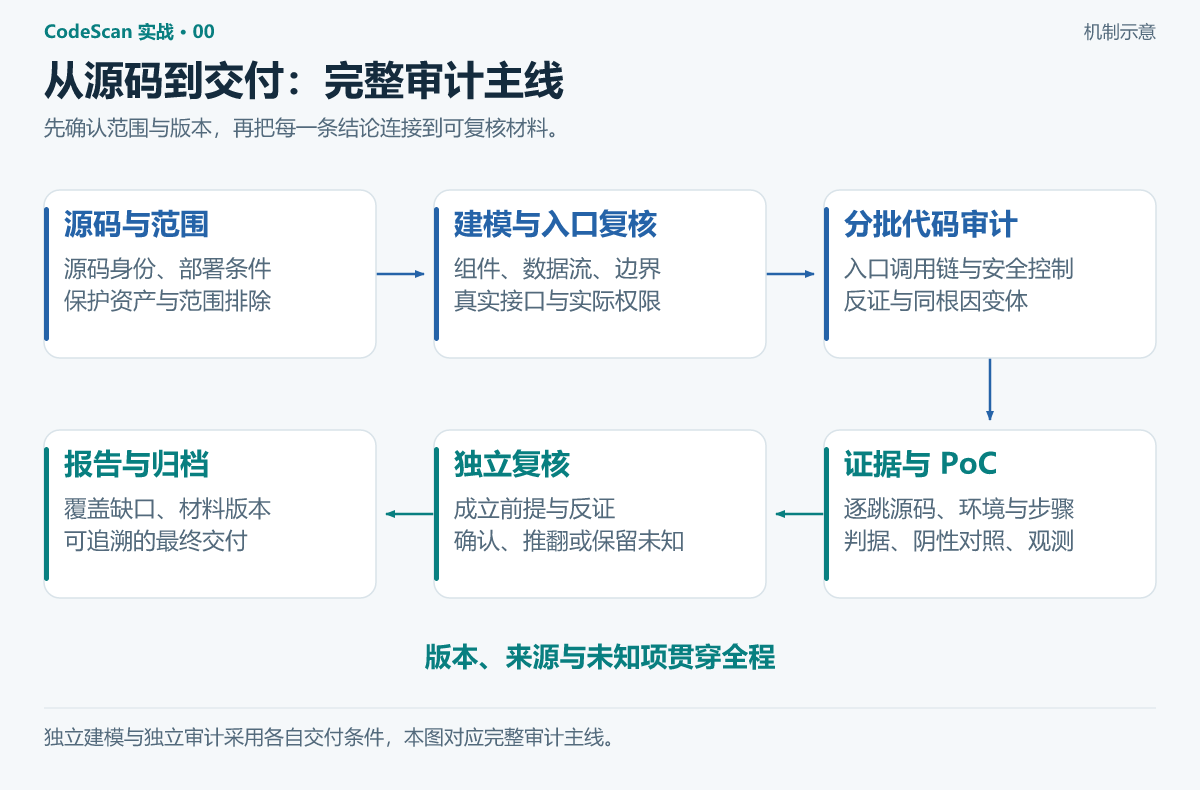 CodeScan 实战 • 00
机制示意
从源码到交付：完整审计主线
先确认范围与版本，再把每一条结论连接到可复核材料。
源码与范围
源码身份、部署条件
保护资产与范围排除
建模与入口复核
组件、数据流、边界
真实接口与实际权限
分批代码审计
入口调用链与安全控制
反证与同根因变体
报告与归档
覆盖缺口、材料版本
可追溯的最终交付
独立复核
成立前提与反证
确认、推翻或保留未知
证据与 PoC
逐跳源码、环境与步骤
判据、阴性对照、观测
版本、来源与未知项贯穿全程
独立建模与独立审计采用各自交付条件，本图对应完整审计主线。